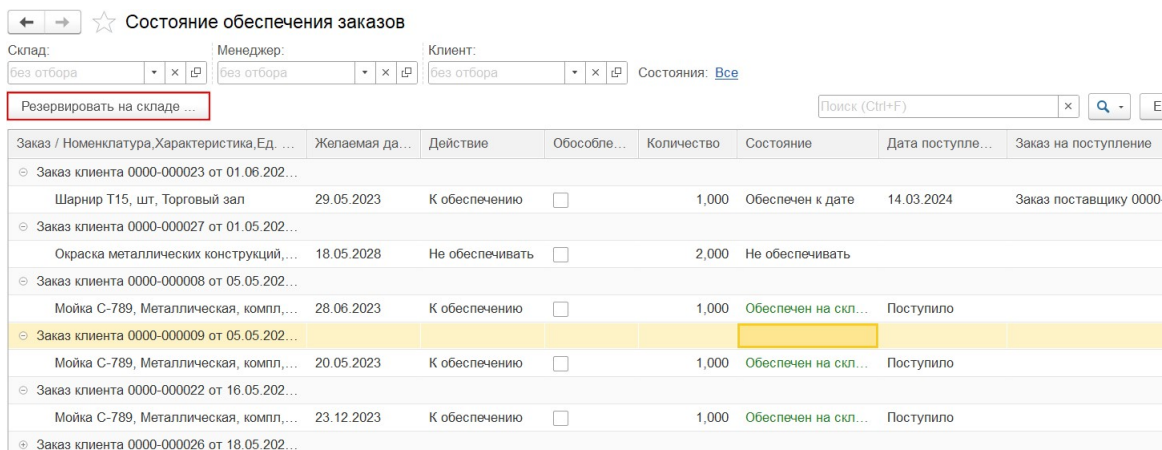 Состояние обеспечения заказов
Склад: Менеджер: Клиент:
без отбора без отбора без отбора Состояния: Все
Резервировать на складе ... Поиск (Ctrl+F) Е
Заказ / Номенклатура,Характеристика,Ед. ... Желаемая да... Действие Обособле... Количество Состояние Дата поступле... Заказ на поступление
Заказ клиента 0000-000023 от 01.06.202...
Шарнир Т15, шт, Торговый зал 29.05.2023 К обеспечению 1,000 Обеспечен к дате 14.03.2024 Заказ поставщику 0000-
Заказ клиента 0000-000027 от 01.05.202...
Окраска металлических конструкций,... 18.05.2028 Не обеспечивать 2,000 Не обеспечивать
Заказ клиента 0000-000008 от 05.05.202...
Мойка С-789, Металлическая, компл,... 28.06.2023 К обеспечению 1,000 Обеспечен на скл... Поступило
Заказ клиента 0000-000009 от 05.05.202...
Мойка С-789, Металлическая, компл,... 20.05.2023 К обеспечению 1,000 Обеспечен на скл... Поступило
Заказ клиента 0000-000022 от 16.05.202...
Мойка С-789, Металлическая, компл,... 23.12.2023 К обеспечению 1,000 Обеспечен на скл... Поступило
Заказ клиента 0000-000026 от 18.05.202...